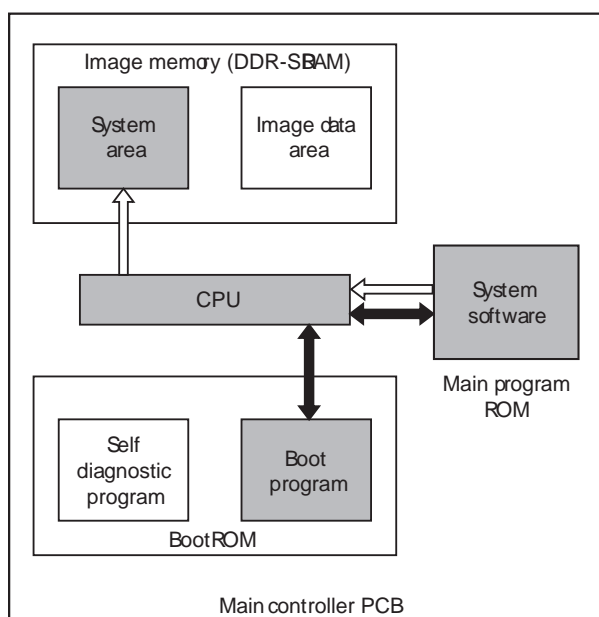 Image memory (DDR-SDRAM)
System
area
Image data
area
CPU
System
software
Main program
ROM
Self
diagnostic
program
Boot
program
BootROM
Main controller PCB